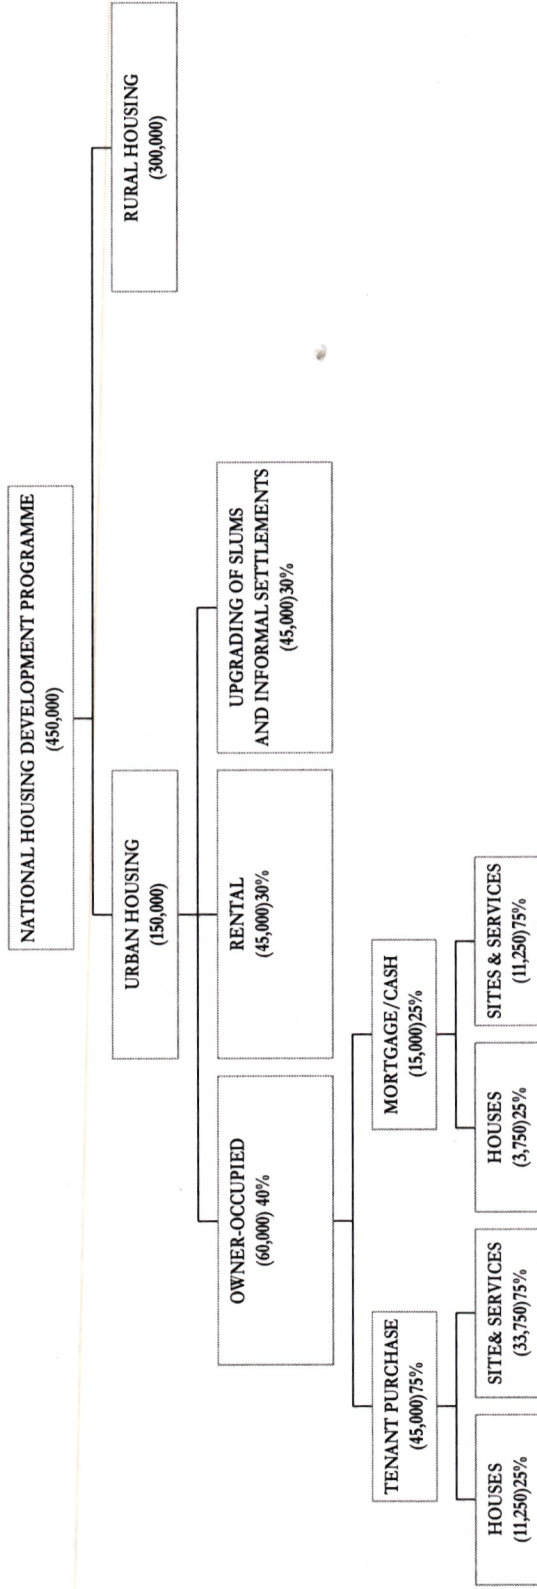 NATIONAL HOUSING DEVELOPMENT PROGRAMME
(450,000)
URBAN HOUSING
(150,000)
RURAL HOUSING
(300,000)
OWNER-OCCUPIED
(60,000) 40%
RENTAL
(45,000)30%
UPGRADING OF SLUMS
AND INFORMAL SETTLEMENTS
(45,000)30%
TENANT PURCHASE
(45,000)75%
MORTGAGE/CASH
(15,000)25%
HOUSES
(11,250)25%
SITE& SERVICES
(33,750)75%
HOUSES
(3,750)25%
SITES & SERVICES
(11,250)75%